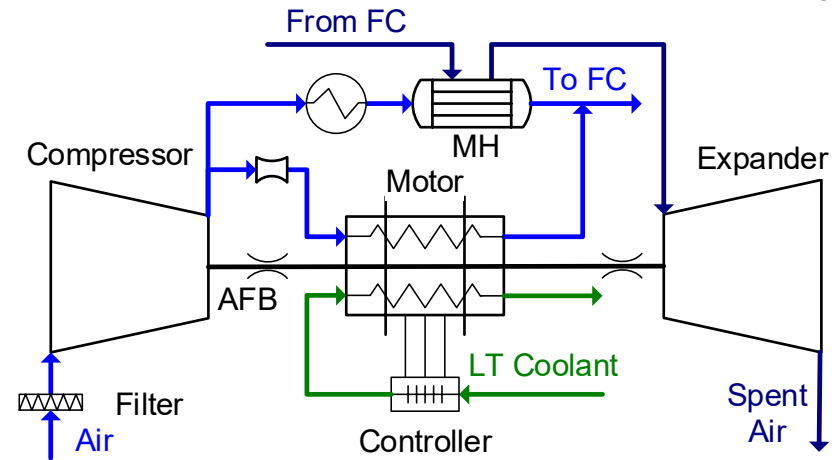 From FC
To FC
MH
Compressor
Expander
Motor
AFB
LT Coolant
Filter
Air
Controller
Spent
Air